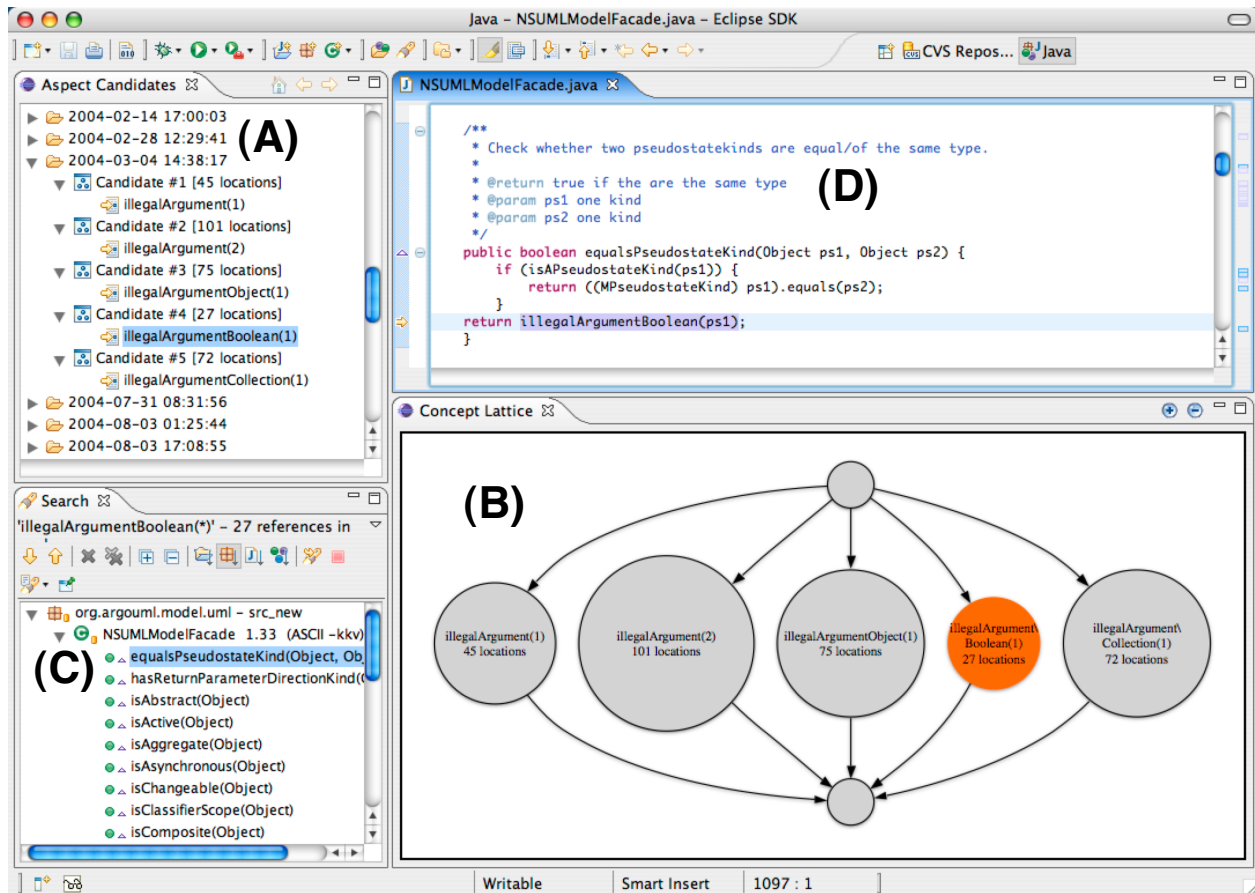 Java – NSUMLModelFacade.java – Eclipse SDK
CVS Repos... Java
Aspect Candidates
2004-02-14 17:00:03
2004-02-28 12:29:41
(A)
2004-03-04 14:38:17
Candidate #1 [45 locations]
illegalArgument(1)
Candidate #2 [101 locations]
illegalArgument(2)
Candidate #3 [75 locations]
illegalArgumentObject(1)
Candidate #4 [27 locations]
illegalArgumentBoolean(1)
Candidate #5 [72 locations]
illegalArgumentCollection(1)
2004-07-31 08:31:56
2004-08-03 01:25:44
2004-08-03 17:08:55
NSUMLModelFacade.java
/**
* Check whether two pseudostatekinds are equal/of the same type.
*
* @return true if the are the same type
* @param ps1 one kind
* @param ps2 one kind
*/
(D)
public boolean equalsPseudostateKind(Object ps1, Object ps2) {
if (isAPseudostateKind(ps1)) {
return ((MPseudostateKind) ps1).equals(ps2);
}
return illegalArgumentBoolean(ps1);
}
Search
'illegalArgumentBoolean(*)' – 27 references in
org.argouml.model.uml – src_new
NSUMLModelFacade 1.33 (ASCII -kkv)
(C)
equalsPseudostateKind(Object, Ob
hasReturnParameterDirectionKind(
isAbstract(Object)
isActive(Object)
isAggregate(Object)
isAsynchronous(Object)
isChangeable(Object)
isClassifierScope(Object)
isComposite(Object)
Concept Lattice
(B)
illegalArgument(1)
45 locations
illegalArgument(2)
101 locations
illegalArgumentObject(1)
75 locations
illegalArgument\
Boolean(1)
27 locations
illegalArgument\
Collection(1)
72 locations
Writable
Smart Insert
1097 : 1